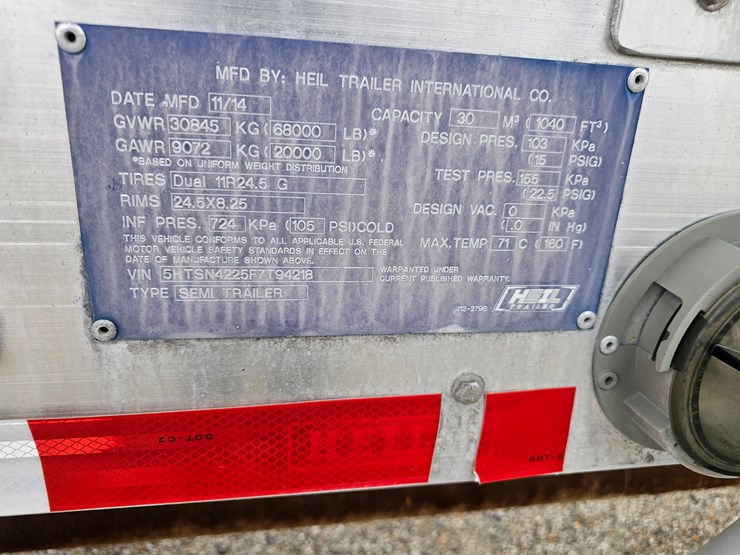 MFD BY: HEIL TRAILER INTERNATIONAL CO.
DATE MFD 11/14
GVWR 30845 KG (68000 LB)*
GAWR 9072 KG (20000 LB)*
*BASED ON UNIFORM WEIGHT DISTRIBUTION
TIRES Dual 11R24.5 G
RIMS 24.5X8.25
INF PRES. 724 KPa (105 PSI)COLD
THIS VEHICLE CONFORMS TO ALL APPLICABLE U.S. FEDERAL
MOTOR VEHICLE SAFETY STANDARDS IN EFFECT ON THE
DATE OF MANUFACTURE SHOWN ABOVE.
VIN 5HTSN4225F7T94218
TYPE SEMI TRAILER
CAPACITY 30 M³ (1040 FT³)
DESIGN PRES. 103 KPa
(15 PSIG)
TEST PRES. 155 KPa
(22.5 PSIG)
DESIGN VAC. 0 KPa
(.0 IN Hg)
MAX.TEMP 71 C (160 F)
WARRANTED UNDER
CURRENT PUBLISHED WARRANTY.
212-2796
HEIL
TRAILER
DOT-C2